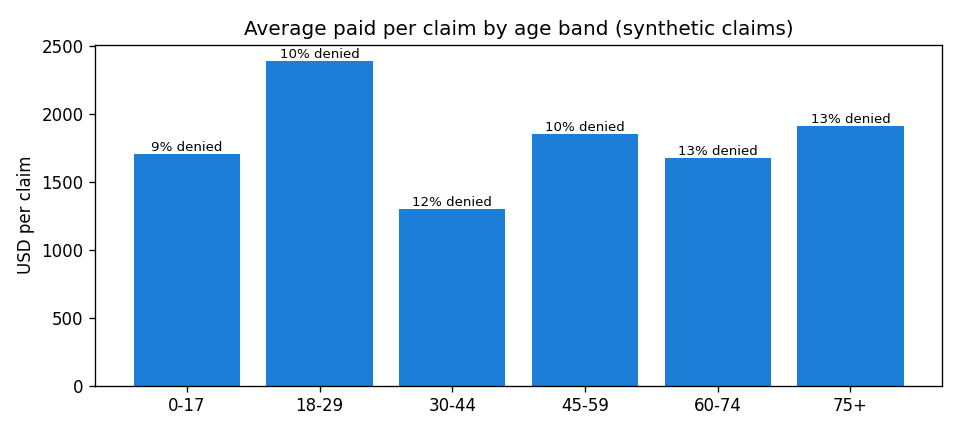 Average paid per claim by age band (synthetic claims)
USD per claim
2500
2000
1500
1000
500
0
9% denied
10% denied
12% denied
10% denied
13% denied
13% denied
0-17
18-29
30-44
45-59
60-74
75+